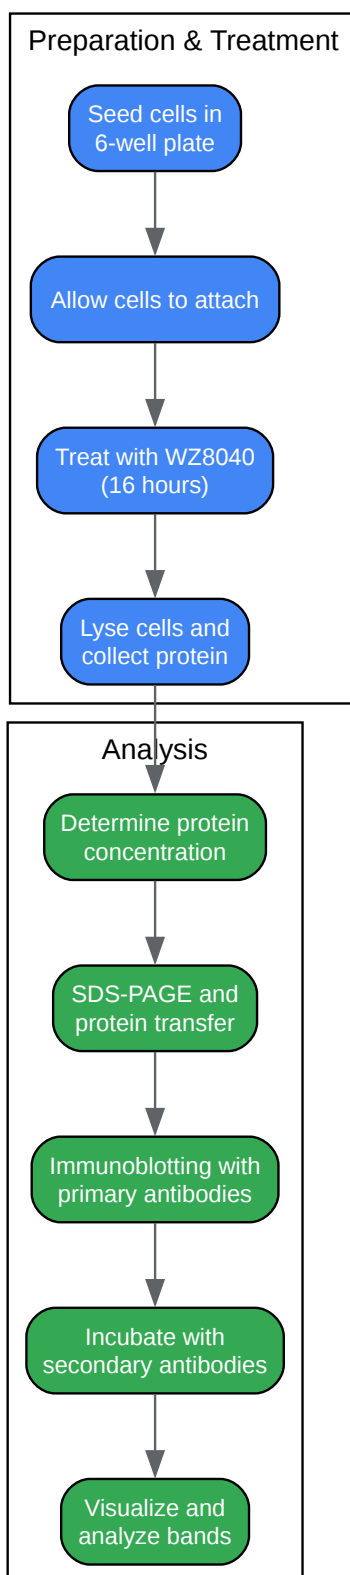 Preparation & Treatment
Seed cells in
6-well plate
Allow cells to attach
Treat with WZ8040
(16 hours)
Lyse cells and
collect protein
Analysis
Determine protein
concentration
SDS-PAGE and
protein transfer
Immunoblotting with
primary antibodies
Incubate with
secondary antibodies
Visualize and
analyze bands